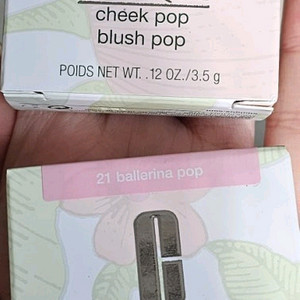 cheek pop
blush pop
POIDS NET WT. .12 OZ./3.5 g
21 ballerina pop